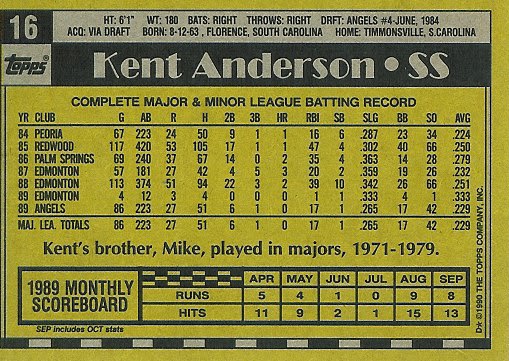 16
HT: 6'1" WT: 180 BATS: RIGHT THROWS: RIGHT DRFT: ANGELS #4-JUNE, 1984
ACQ: VIA DRAFT BORN: 8-12-63, FLORENCE, SOUTH CAROLINA HOME: TIMMONSVILLE, S.CAROLINA
Topps
Kent Anderson • SS
COMPLETE MAJOR & MINOR LEAGUE BATTING RECORD
YR CLUB G AB R H 2B 3B HR RBI SB SLG BB SO AVG
84 PEORIA 67 223 24 50 9 1 1 16 6 .287 23 34 .224
85 REDWOOD 117 420 53 105 17 1 1 47 4 .302 40 66 .250
86 PALM SPRINGS 69 240 37 67 14 0 2 35 4 .363 14 28 .279
87 EDMONTON 57 181 27 42 4 5 3 20 2 .359 19 26 .232
88 EDMONTON 113 374 51 94 22 3 2 39 10 .342 26 66 .251
89 EDMONTON 4 12 3 4 0 0 0 1 1 .333 4 1 .333
89 ANGELS 86 223 27 51 6 1 0 17 1 .265 17 42 .229
MAJ. LEA. TOTALS 86 223 27 51 6 1 0 17 1 .265 17 42 .229
Kent's brother, Mike, played in majors, 1971-1979.
1989 MONTHLY SCOREBOARD
APR MAY JUN JUL AUG SEP
RUNS 5 4 1 0 9 8
HITS 11 9 2 1 15 13
SEP includes OCT stats
D* © 1990 THE TOPPS COMPANY, INC.